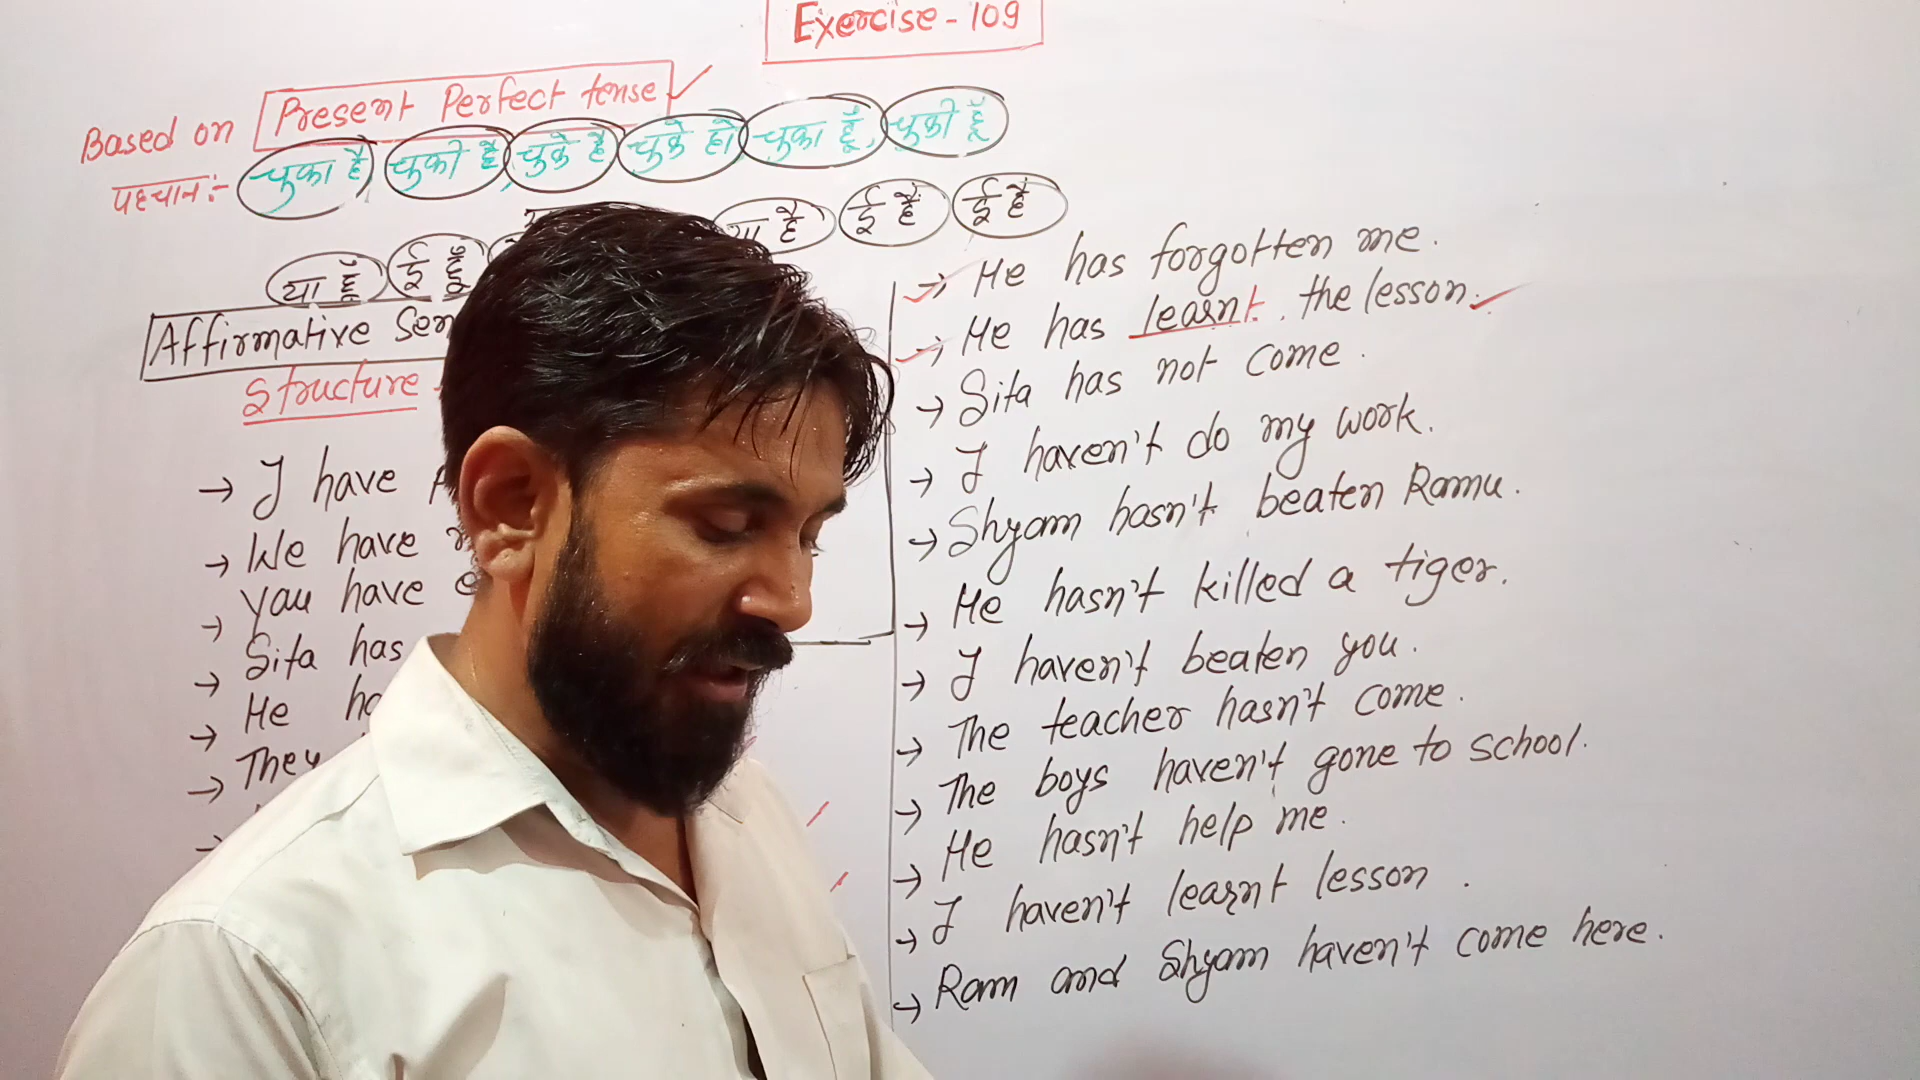 Exercise - 109
Based on Present Perfect tense
पहचान:- चुका है, चुकी है, चुके हैं, चुके हो, चुका हूँ, चुकी हूँ
या है ई है ई हैं
या हूँ ई हूँ
Affirmative Sen
Structure
→ I have
→ We have
→ You have
→ Sita has
→ He ha
→ They
→ He has forgotten me.
→ He has learnt the lesson.
→ Sita has not come.
→ I haven't do my work.
→ Shyam hasn't beaten Ramu.
→ He hasn't killed a tiger.
→ I haven't beaten you.
→ The teacher hasn't come.
→ The boys haven't gone to school.
→ He hasn't help me.
→ I haven't learnt lesson.
→ Ram and Shyam haven't come here.